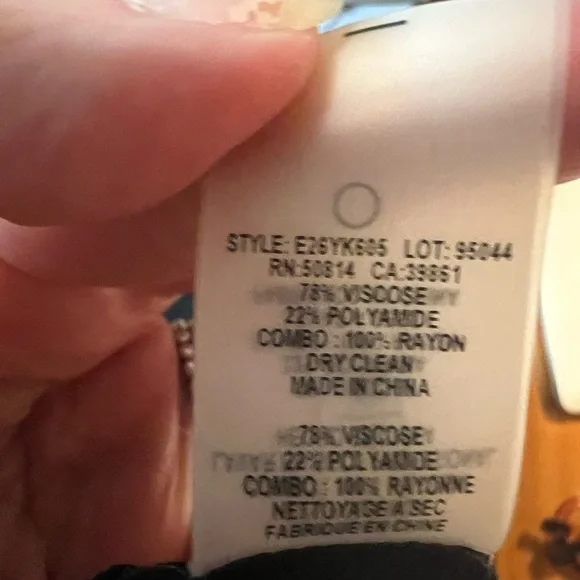 STYLE: E26YK605 LOT: 95044
RN:50814 CA:39861
78% VISCOSE
22% POLYAMIDE
COMBO : 100% RAYON
DRY CLEAN
MADE IN CHINA
78% VISCOSE
22% POLYAMIDE
COMBO : 100% RAYONNE
NETTOYAGE A SEC
FABRIQUE EN CHINE